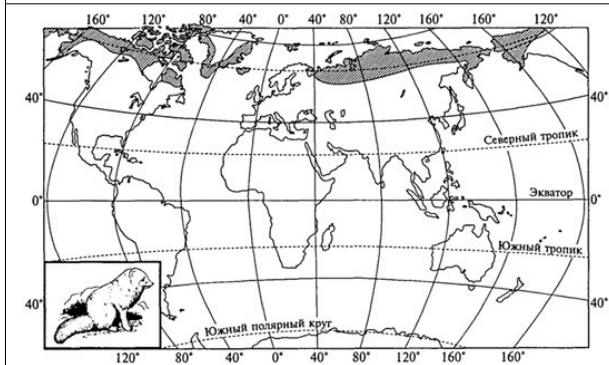 160° 120° 80° 40° 0° 40° 80° 120° 160° 160° 120°
40° 40°
Северный тропик
Экватор
0° 0°
Южный тропик
40° 40°
Южный полярный круг
120° 80° 40° 0° 40° 80° 120° 160° 160°